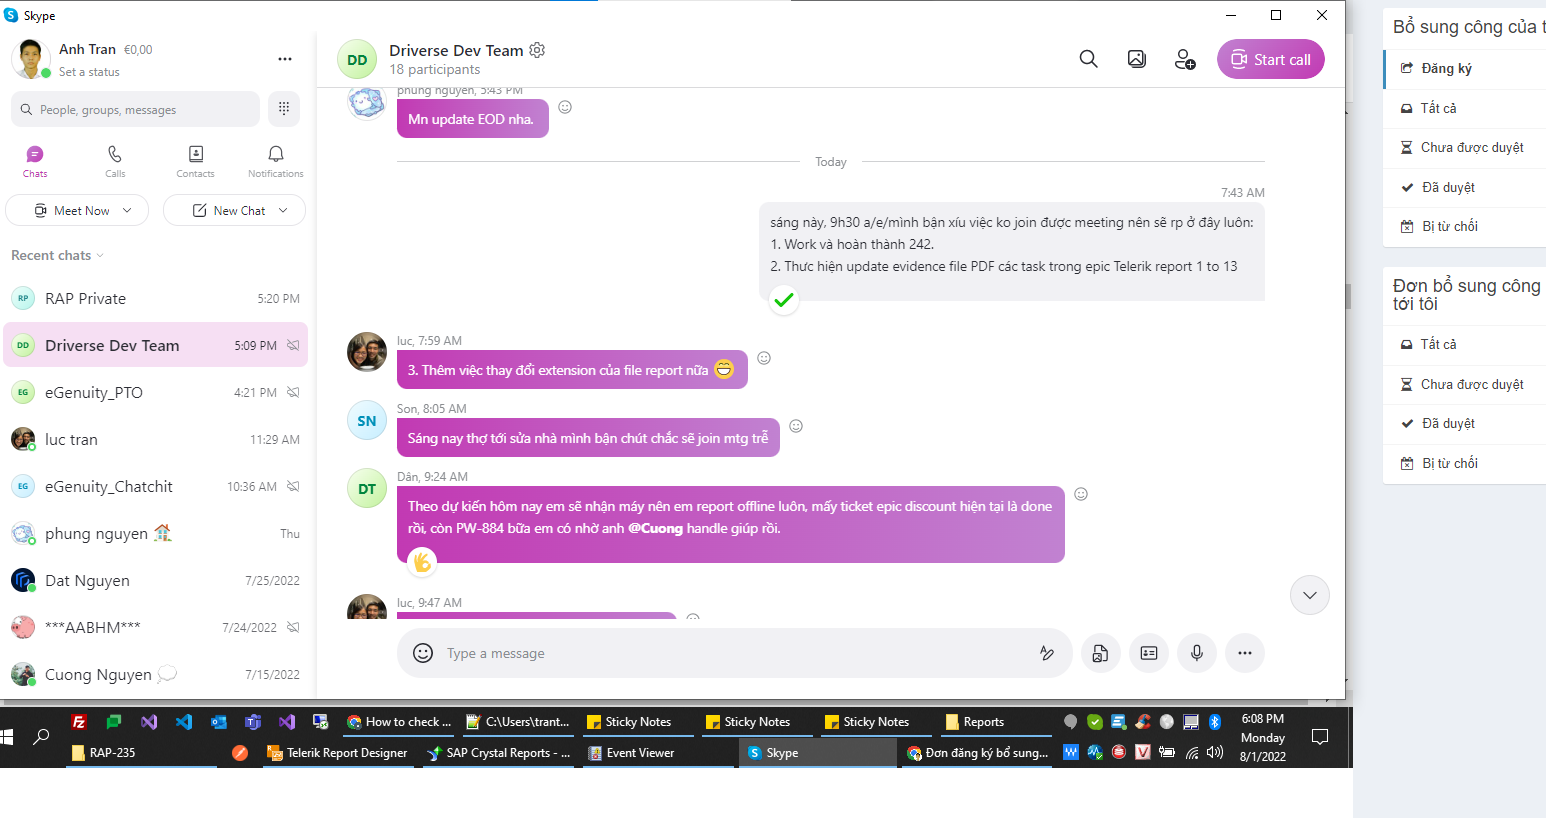 Skype
Anh Tran €0,00
Set a status
People, groups, messages
Chats
Calls
Contacts
Notifications
Meet Now
New Chat
Recent chats
RP RAP Private 5:20 PM
DD Driverse Dev Team 5:09 PM
EG eGenuity_PTO 4:21 PM
luc tran 11:29 AM
EG eGenuity_Chatchit 10:36 AM
phung nguyen Thu
Dat Nguyen 7/25/2022
***AABHM*** 7/24/2022
Cuong Nguyen 7/15/2022
DD
Driverse Dev Team
18 participants
Start call
phung nguyen, 5:43 PM
Mn update EOD nha.
Today
7:43 AM
sáng này, 9h30 a/e/mình bận xíu việc ko join được meeting nên sẽ rp ở đây luôn:
1. Work và hoàn thành 242.
2. Thực hiện update evidence file PDF các task trong epic Telerik report 1 to 13
luc, 7:59 AM
3. Thêm việc thay đổi extension của file report nữa
SN
Son, 8:05 AM
Sáng nay thợ tới sửa nhà mình bận chút chắc sẽ join mtg trễ
DT
Dân, 9:24 AM
Theo dự kiến hôm nay em sẽ nhận máy nên em report offline luôn, mấy ticket epic discount hiện tại là done
rồi, còn PW-884 bữa em có nhờ anh @Cuong handle giúp rồi.
luc, 9:47 AM
Type a message
Bổ sung công của t
Đăng ký
Tất cả
Chưa được duyệt
Đã duyệt
Bị từ chối
Đơn bổ sung công
tới tôi
Tất cả
Chưa được duyệt
Đã duyệt
Bị từ chối
How to check ...
C:\Users\trant...
Sticky Notes
Sticky Notes
Sticky Notes
Reports
RAP-235
Telerik Report Designer
SAP Crystal Reports - ...
Event Viewer
Skype
Đơn đăng ký bổ sung...
6:08 PM
Monday
8/1/2022